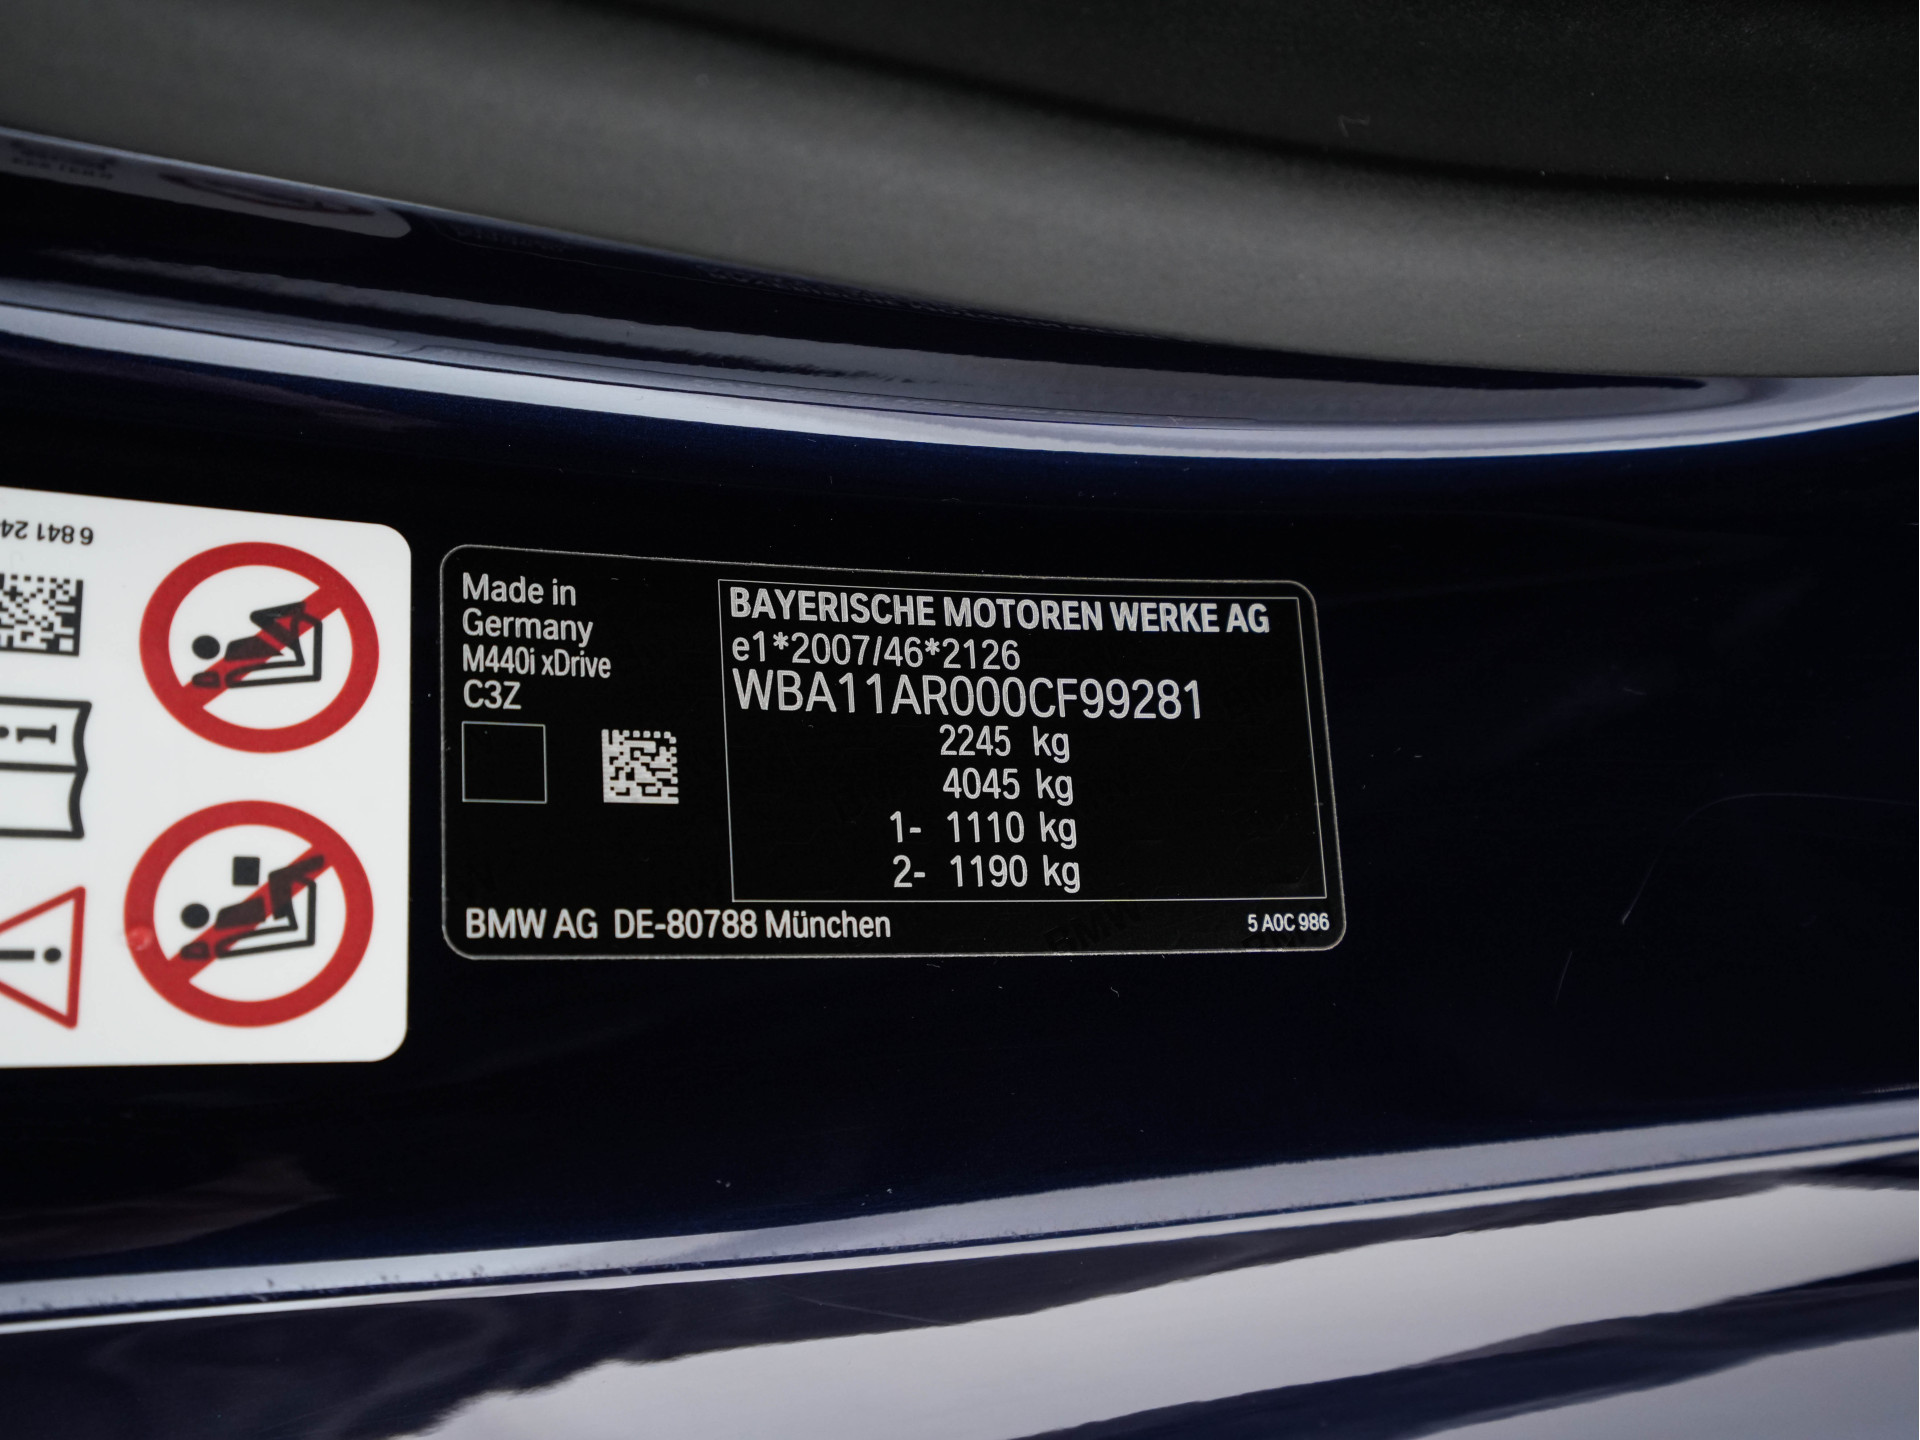 6 841 24
Made in
Germany
M440i xDrive
C3Z
BAYERISCHE MOTOREN WERKE AG
e1*2007/46*2126
WBA11AR000CF99281
2245 kg
4045 kg
1- 1110 kg
2- 1190 kg
BMW AG DE-80788 München
5 A0C 986